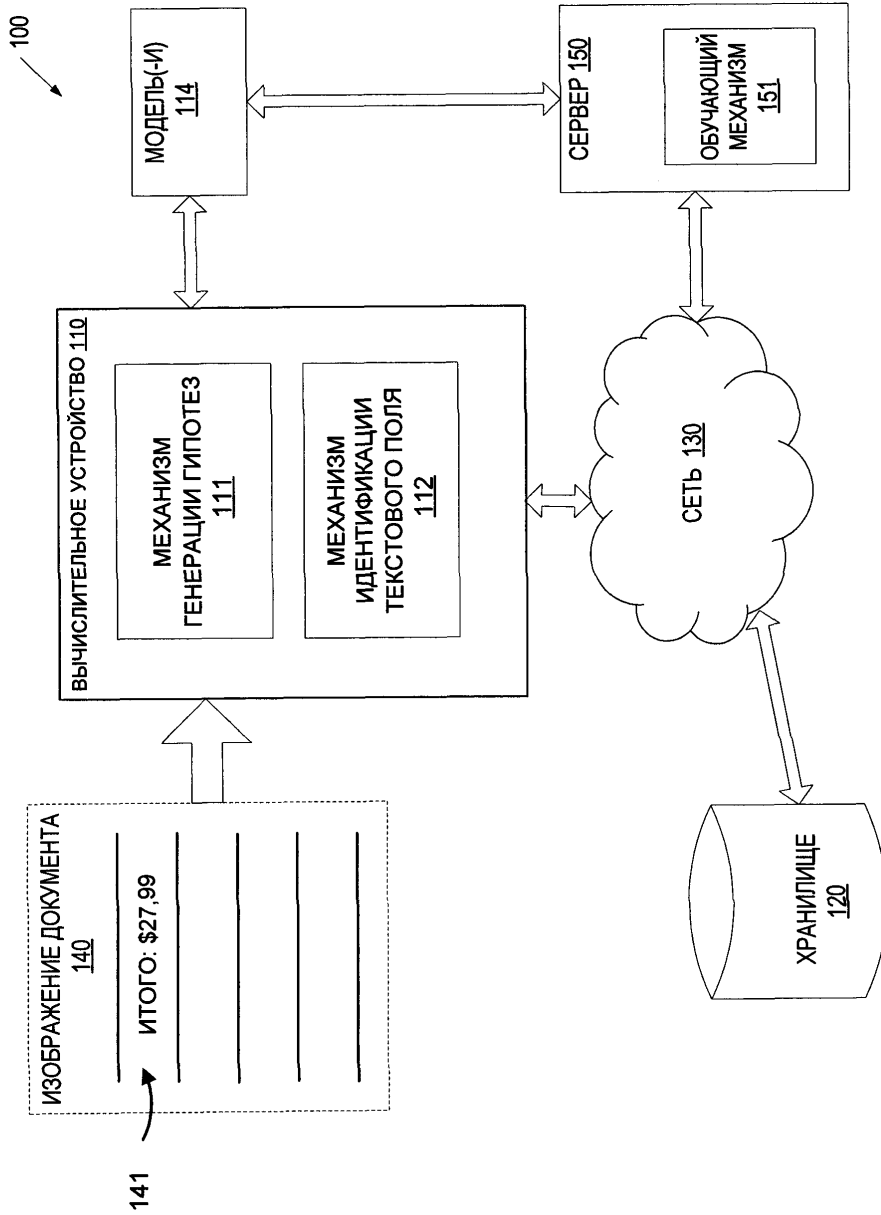 100
ИЗОБРАЖЕНИЕ ДОКУМЕНТА
140
ИТОГО: $27,99
141
ВЫЧИСЛИТЕЛЬНОЕ УСТРОЙСТВО 110
МЕХАНИЗМ
ГЕНЕРАЦИИ ГИПОТЕЗ
111
МЕХАНИЗМ
ИДЕНТИФИКАЦИИ
ТЕКСТОВОГО ПОЛЯ
112
МОДЕЛЬ(-И)
114
ХРАНИЛИЩЕ
120
СЕТЬ 130
СЕРВЕР 150
ОБУЧАЮЩИЙ
МЕХАНИЗМ
151